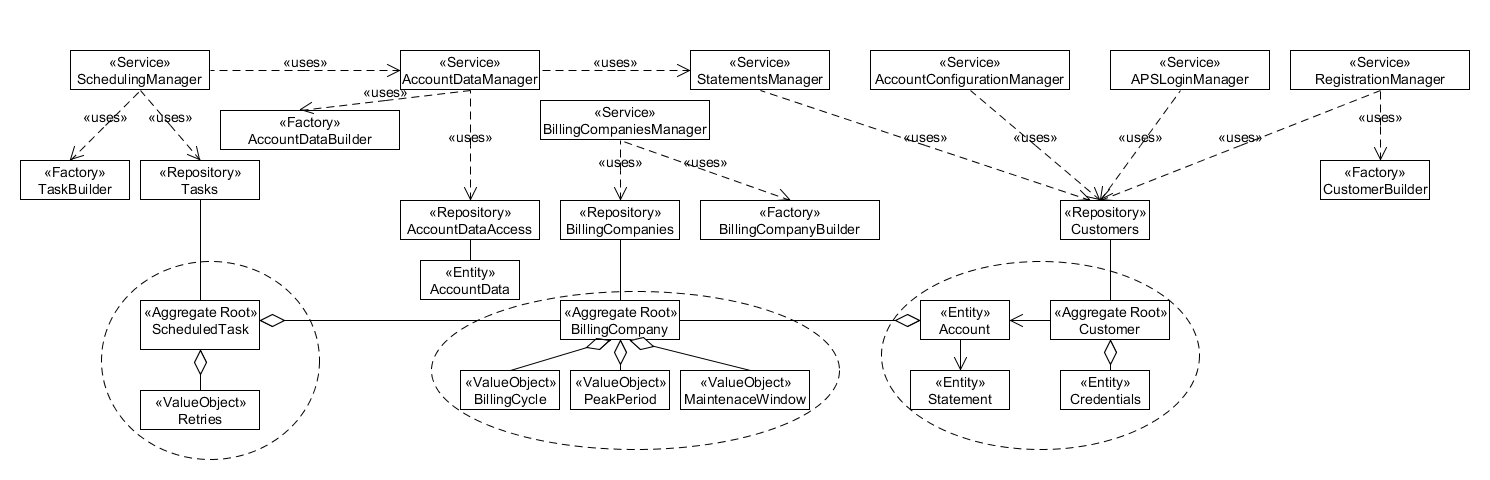 «Service»
SchedulingManager
«uses»
«Service»
AccountDataManager
«uses»
«Service»
StatementsManager
«Service»
AccountConfigurationManager
«Service»
APSLoginManager
«Service»
RegistrationManager
«uses»
«uses»
«uses»
«Factory»
AccountDataBuilder
«uses»
«Service»
BillingCompaniesManager
«uses»
«uses»
«uses»
«uses»
«uses»
«uses»
«uses»
«Factory»
TaskBuilder
«Repository»
Tasks
«Factory»
CustomerBuilder
«Repository»
AccountDataAccess
«Repository»
BillingCompanies
«Factory»
BillingCompanyBuilder
«Repository»
Customers
«Entity»
AccountData
«Aggregate Root»
ScheduledTask
«Aggregate Root»
BillingCompany
«Entity»
Account
«Aggregate Root»
Customer
«ValueObject»
Retries
«ValueObject»
BillingCycle
«ValueObject»
PeakPeriod
«ValueObject»
MaintenaceWindow
«Entity»
Statement
«Entity»
Credentials